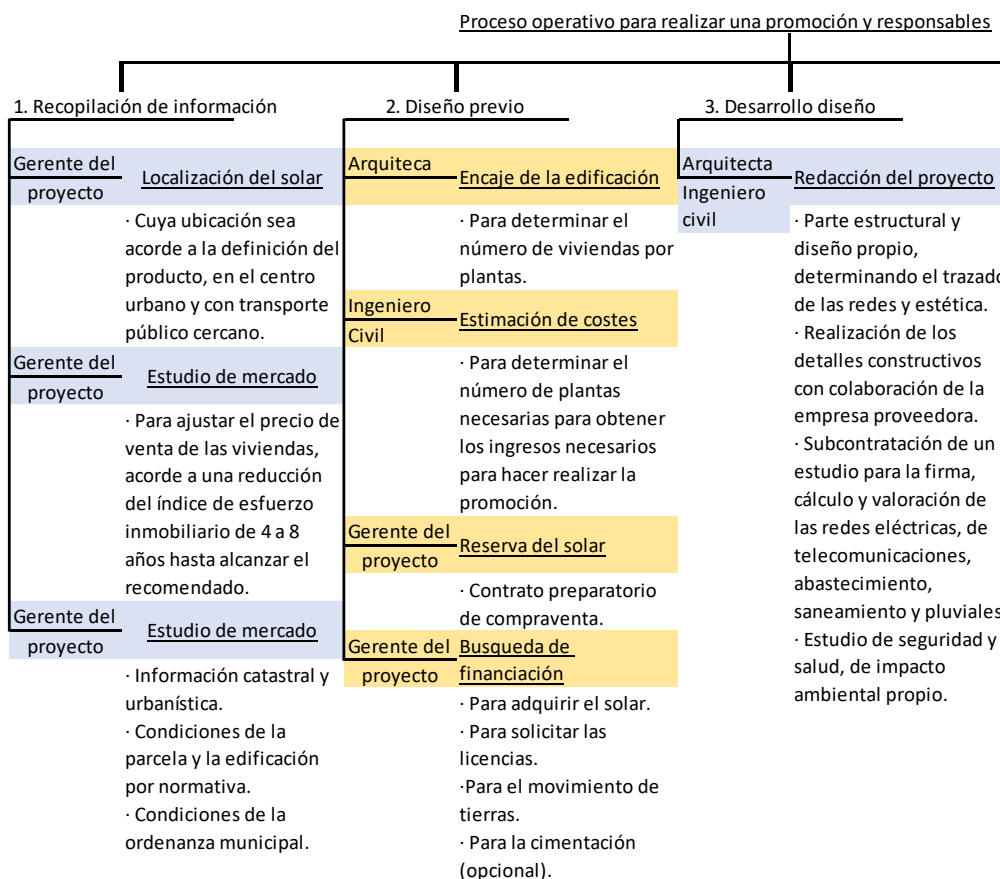 Proceso operativo para realizar una promoción y responsables
1. Recopilación de información
Gerente del
proyecto
Localización del solar
· Cuya ubicación sea
acorde a la definición del
producto, en el centro
urbano y con transporte
público cercano.
Gerente del
proyecto
Estudio de mercado
· Para ajustar el precio de
venta de las viviendas,
acorde a una reducción
del índice de esfuerzo
inmobiliario de 4 a 8
años hasta alcanzar el
recomendado.
Gerente del
proyecto
Estudio de mercado
· Información catastral y
urbanística.
· Condiciones de la
parcela y la edificación
por normativa.
· Condiciones de la
ordenanza municipal.
2. Diseño previo
Arquiteca
Encaje de la edificación
· Para determinar el
número de viviendas por
plantas.
Ingeniero
Civil
Estimación de costes
· Para determinar el
número de plantas
necesarias para obtener
los ingresos necesarios
para hacer realizar la
promoción.
Gerente del
proyecto
Reserva del solar
· Contrato preparatorio
de compraventa.
Gerente del
proyecto
Busqueda de
financiación
· Para adquirir el solar.
· Para solicitar las
licencias.
·Para el movimiento de
tierras.
· Para la cimentación
(opcional).
3. Desarrollo diseño
Arquitecta
Ingeniero
civil
Redacción del proyecto
· Parte estructural y
diseño propio,
determinando el trazado
de las redes y estética.
· Realización de los
detalles constructivos
con colaboración de la
empresa proveedora.
· Subcontratación de un
estudio para la firma,
cálculo y valoración de
las redes eléctricas, de
telecomunicaciones,
abastecimiento,
saneamiento y pluviales
· Estudio de seguridad y
salud, de impacto
ambiental propio.